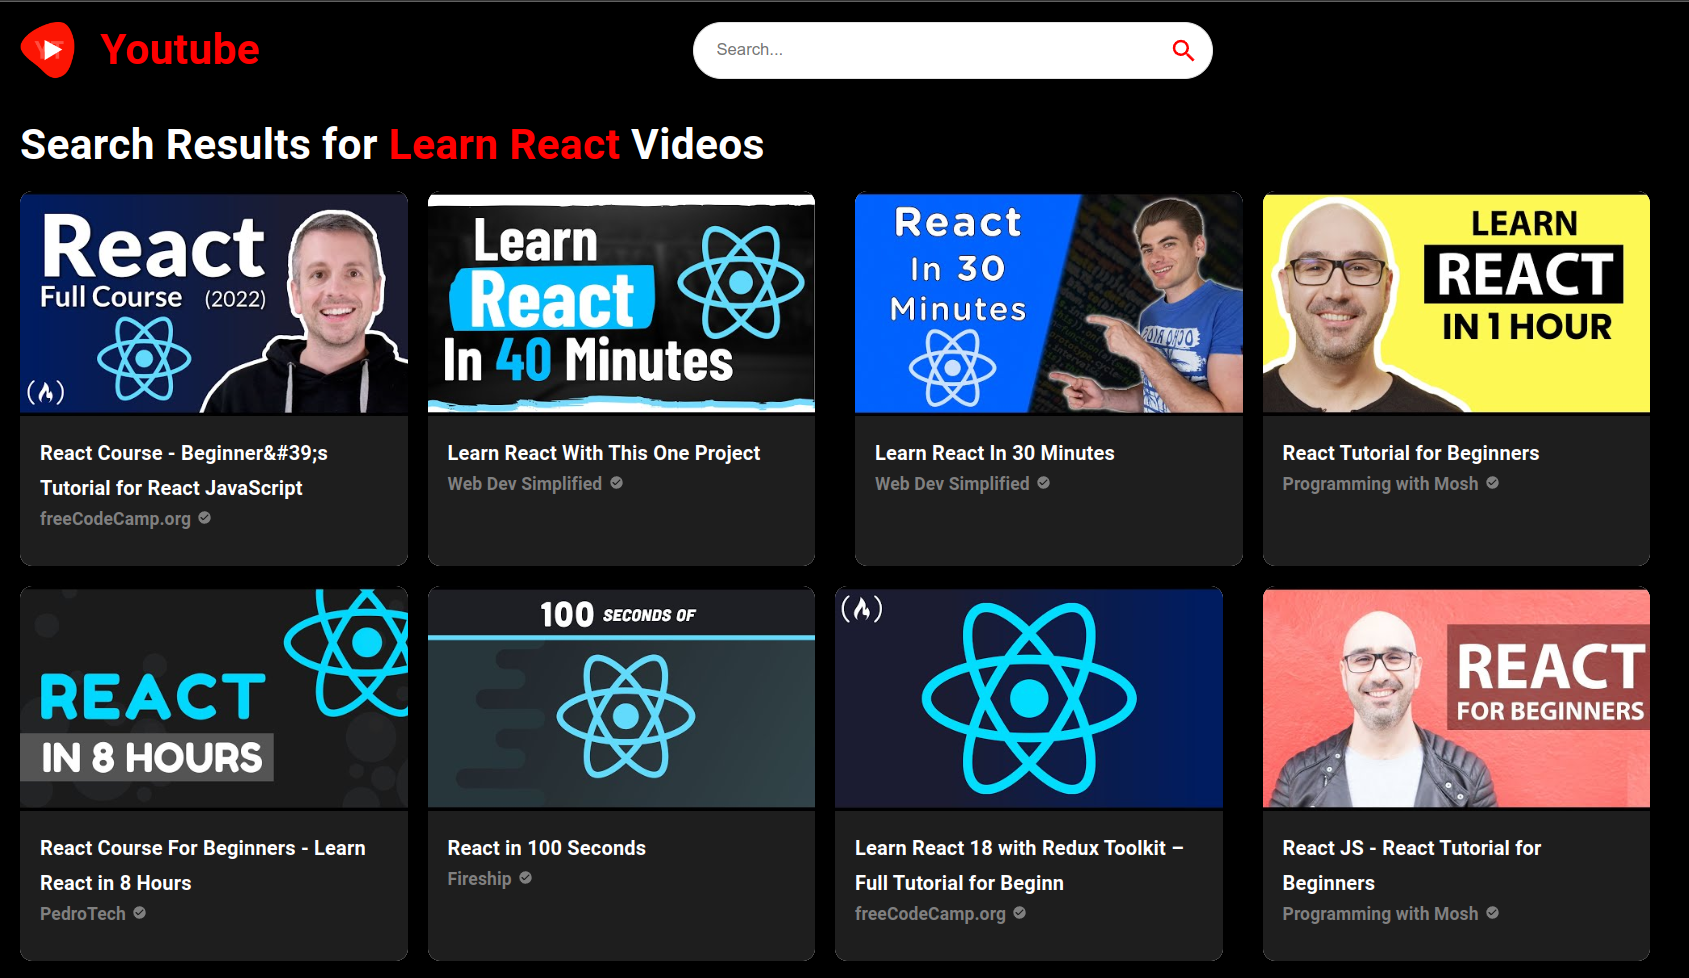 Youtube
Search...
Search Results for Learn React Videos
React
Full Course (2022)
React Course - Beginner&#39;s
Tutorial for React JavaScript
freeCodeCamp.org
Learn
React
In 40 Minutes
Learn React With This One Project
Web Dev Simplified
React
In 30
Minutes
Learn React In 30 Minutes
Web Dev Simplified
LEARN
REACT
IN 1 HOUR
React Tutorial for Beginners
Programming with Mosh
REACT
IN 8 HOURS
React Course For Beginners - Learn
React in 8 Hours
PedroTech
100 SECONDS OF
React in 100 Seconds
Fireship
Learn React 18 with Redux Toolkit –
Full Tutorial for Beginn
freeCodeCamp.org
REACT
FOR BEGINNERS
React JS - React Tutorial for
Beginners
Programming with Mosh